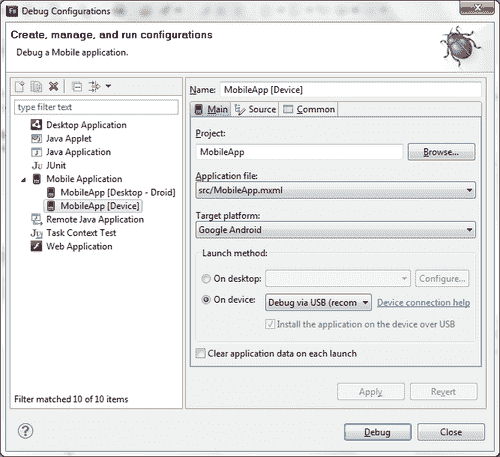 Fs Debug Configurations
Create, manage, and run configurations
Debug a Mobile application.
type filter text
Desktop Application
Java Applet
Java Application
JU JUnit
Mobile Application
MobileApp [Desktop - Droid]
MobileApp [Device]
Remote Java Application
JU Task Context Test
Web Application
Filter matched 10 of 10 items
Name: MobileApp [Device]
Main Source Common
Project:
MobileApp Browse...
Application file:
src/MobileApp.mxml
Target platform:
Google Android
Launch method:
On desktop: Configure...
On device: Debug via USB (recom Device connection help
Install the application on the device over USB
Clear application data on each launch
Apply Revert
? Debug Close